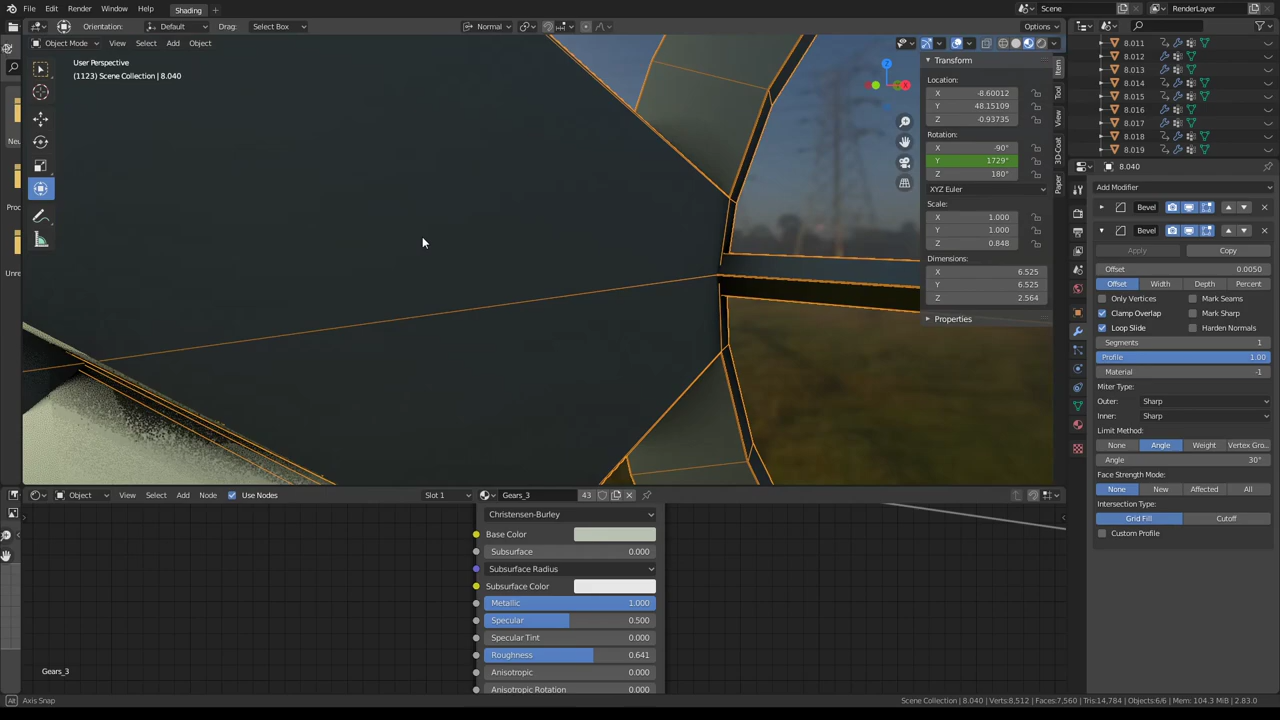 File Edit Render Window Help Shading + Scene RenderLayer
Orientation: Default Drag: Select Box Normal Options
Object Mode View Select Add Object
User Perspective
(1123) Scene Collection | 8.040
Transform
Location:
X -8.60012
Y 48.15109
Z -0.93735
Rotation:
X -90°
Y 1729°
Z 180°
XYZ Euler
Scale:
X 1.000
Y 1.000
Z 0.848
Dimensions:
X 6.525
Y 6.525
Z 2.564
Properties
Item
Tool
View
3D-Coat
Paper
Neu
Proc
Unre
8.011
8.012
8.013
8.014
8.015
8.016
8.017
8.018
8.019
8.040
Add Modifier
Bevel
Bevel
Apply Copy
Offset 0.0050
Offset Width Depth Percent
Only Vertices Mark Seams
Clamp Overlap Mark Sharp
Loop Slide Harden Normals
Segments 1
Profile 1.00
Material -1
Miter Type:
Outer: Sharp
Inner: Sharp
Limit Method:
None Angle Weight Vertex Gro...
Angle 30°
Face Strength Mode:
None New Affected All
Intersection Type:
Grid Fill Cutoff
Custom Profile
Object View Select Add Node Use Nodes Slot 1 Gears_3 43
Christensen-Burley
Base Color
Subsurface 0.000
Subsurface Radius
Subsurface Color
Metallic 1.000
Specular 0.500
Specular Tint 0.000
Roughness 0.641
Anisotropic 0.000
Anisotropic Rotation 0.000
Gears_3
Alt Axis Snap
Scene Collection | 8.040 | Verts:8,512 | Faces:7,560 | Tris:14,784 | Objects:6/6 | Mem: 104.3 MiB | 2.83.0